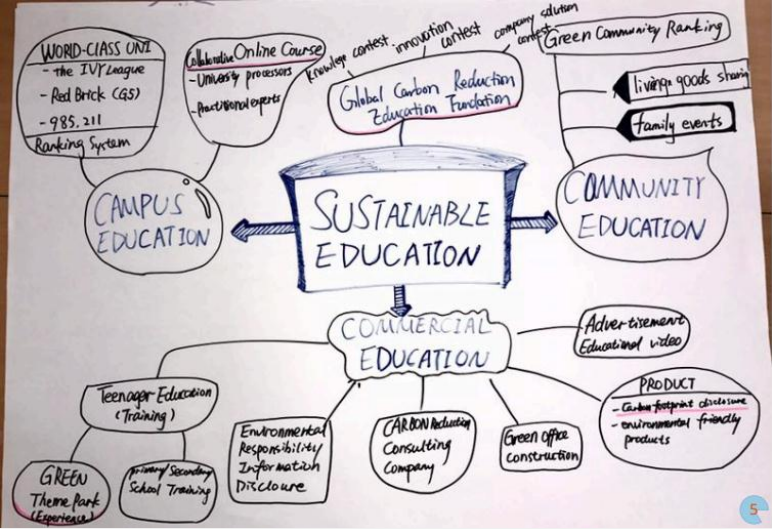 WORLD-CLASS UNI
- the IVY League
- Red Brick (G5)
- 985.211
Ranking System
Collaborative Online Course
- University processors
- Practitional experts
knowlege contest
innovation
contest
company solution
contest
Global Carbon Reduction
Education Fundation
Green Community Ranking
living goods sharing
family events
CAMPUS
EDUCATION
SUSTAINABLE
EDUCATION
COMMUNITY
EDUCATION
COMMERCIAL
EDUCATION
Advertisement
Educational video
Teenager Education
(Training)
GREEN
Theme Park
(Experience)
primary/Secondary
School Training
Environmental
Responsibility
Information
Disclosure
CARBON Reduction
Consulting
Company
Green office
construction
PRODUCT
- Carbon footprint disclosure
- environmental friendly
products
5